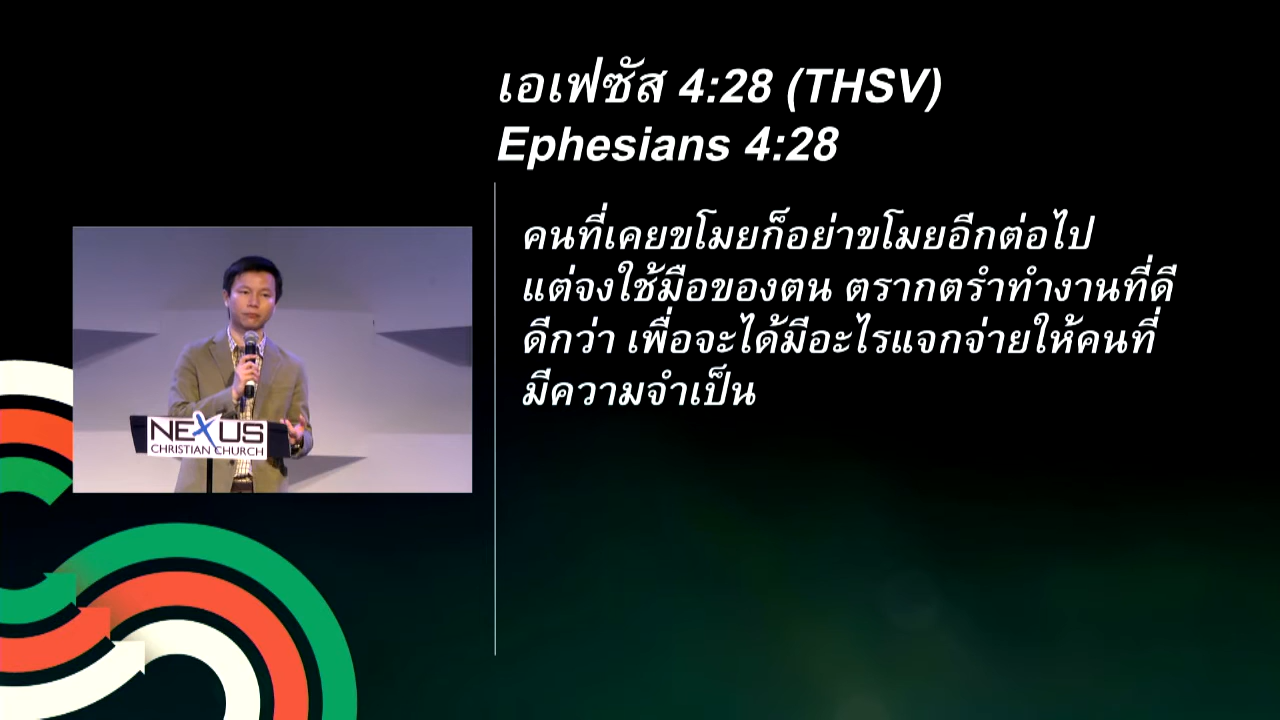 เอเฟซัส 4:28 (THSV)
Ephesians 4:28
คนที่เคยขโมยก็อย่าขโมยอีกต่อไป
แต่จงใช้มือของตน ตรากตรำทำงานที่ดี
ดีกว่า เพื่อจะได้มีอะไรแจกจ่ายให้คนที่
มีความจำเป็น
NEXUS
CHRISTIAN CHURCH